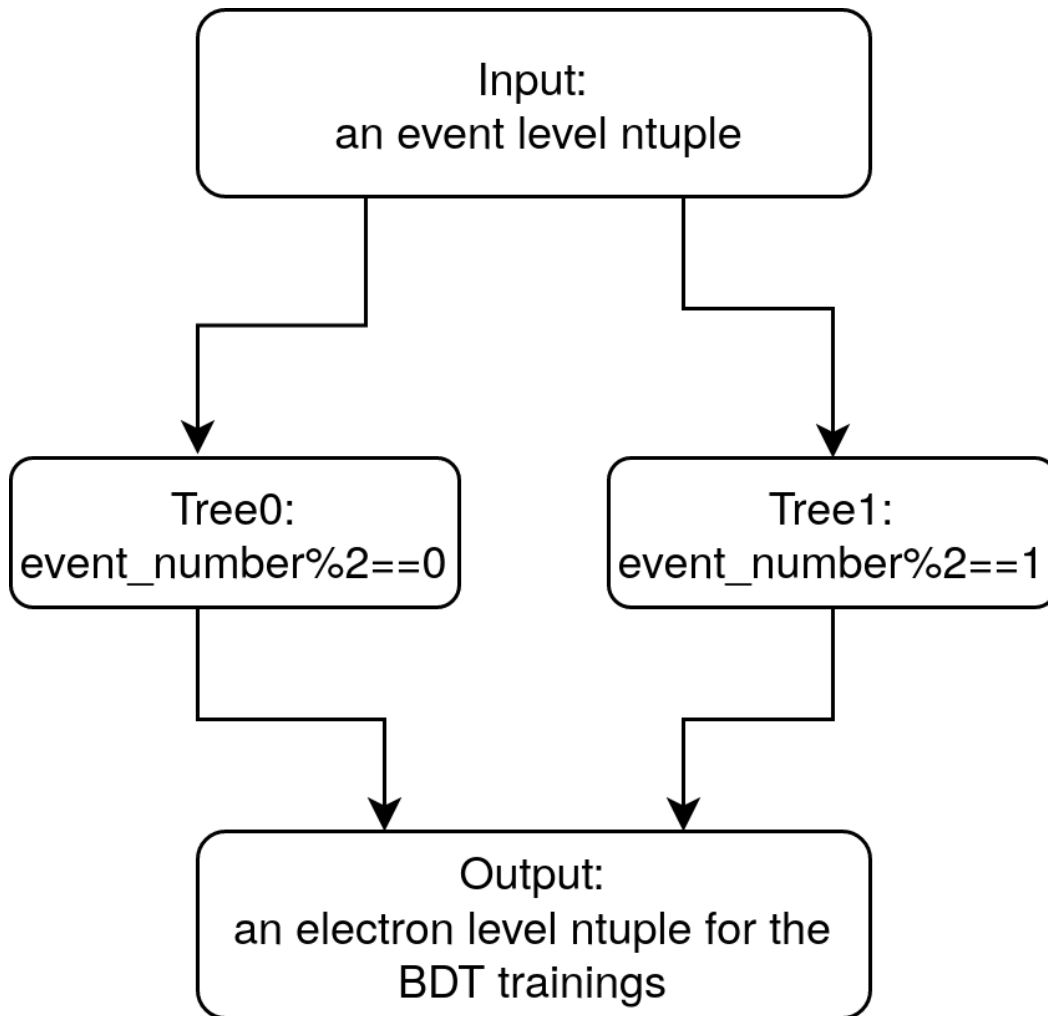 Input:
an event level ntuple
Tree0:
event_number%2==0
Tree1:
event_number%2==1
Output:
an electron level ntuple for the
BDT trainings